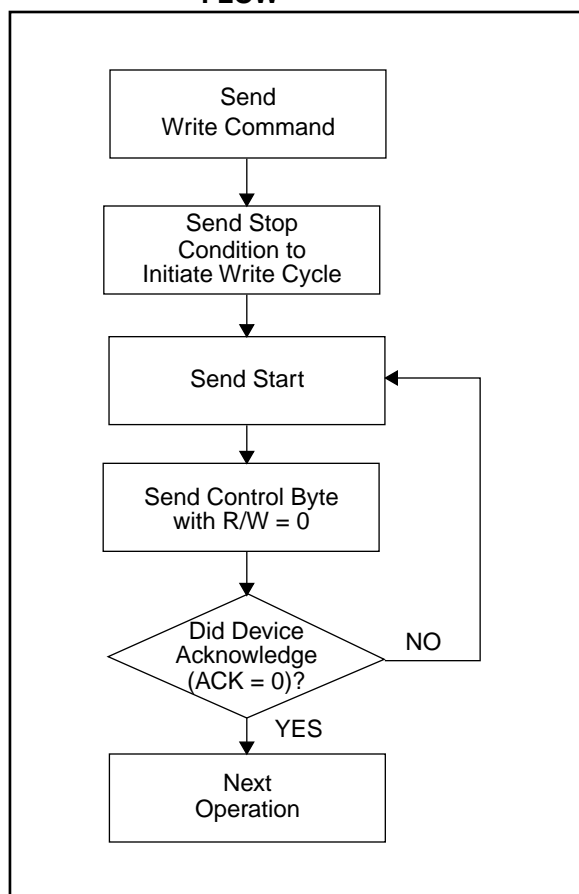 FLOW
Send
Write Command
Send Stop
Condition to
Initiate Write Cycle
Send Start
Send Control Byte
with R/W = 0
Did Device
Acknowledge
(ACK = 0)?
NO
YES
Next
Operation